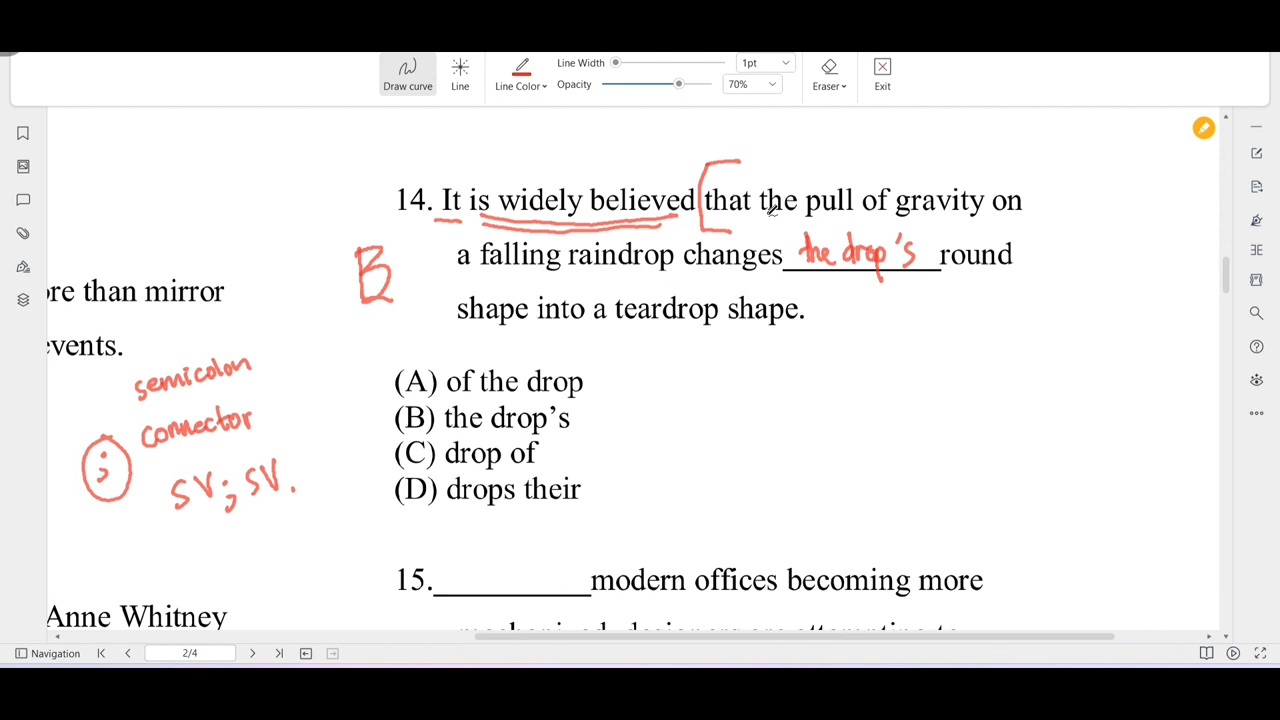 Line Width
1pt
Draw curve
Line
Line Color
Opacity
70%
Eraser
Exit
14. It is widely believed that the pull of gravity on
a falling raindrop changes the drop's round
shape into a teardrop shape.
B
ore than mirror
events.
semicolon
connector
;
SV; SV.
(A) of the drop
(B) the drop's
(C) drop of
(D) drops their
15.__________modern offices becoming more
Anne Whitney
Navigation
2/4